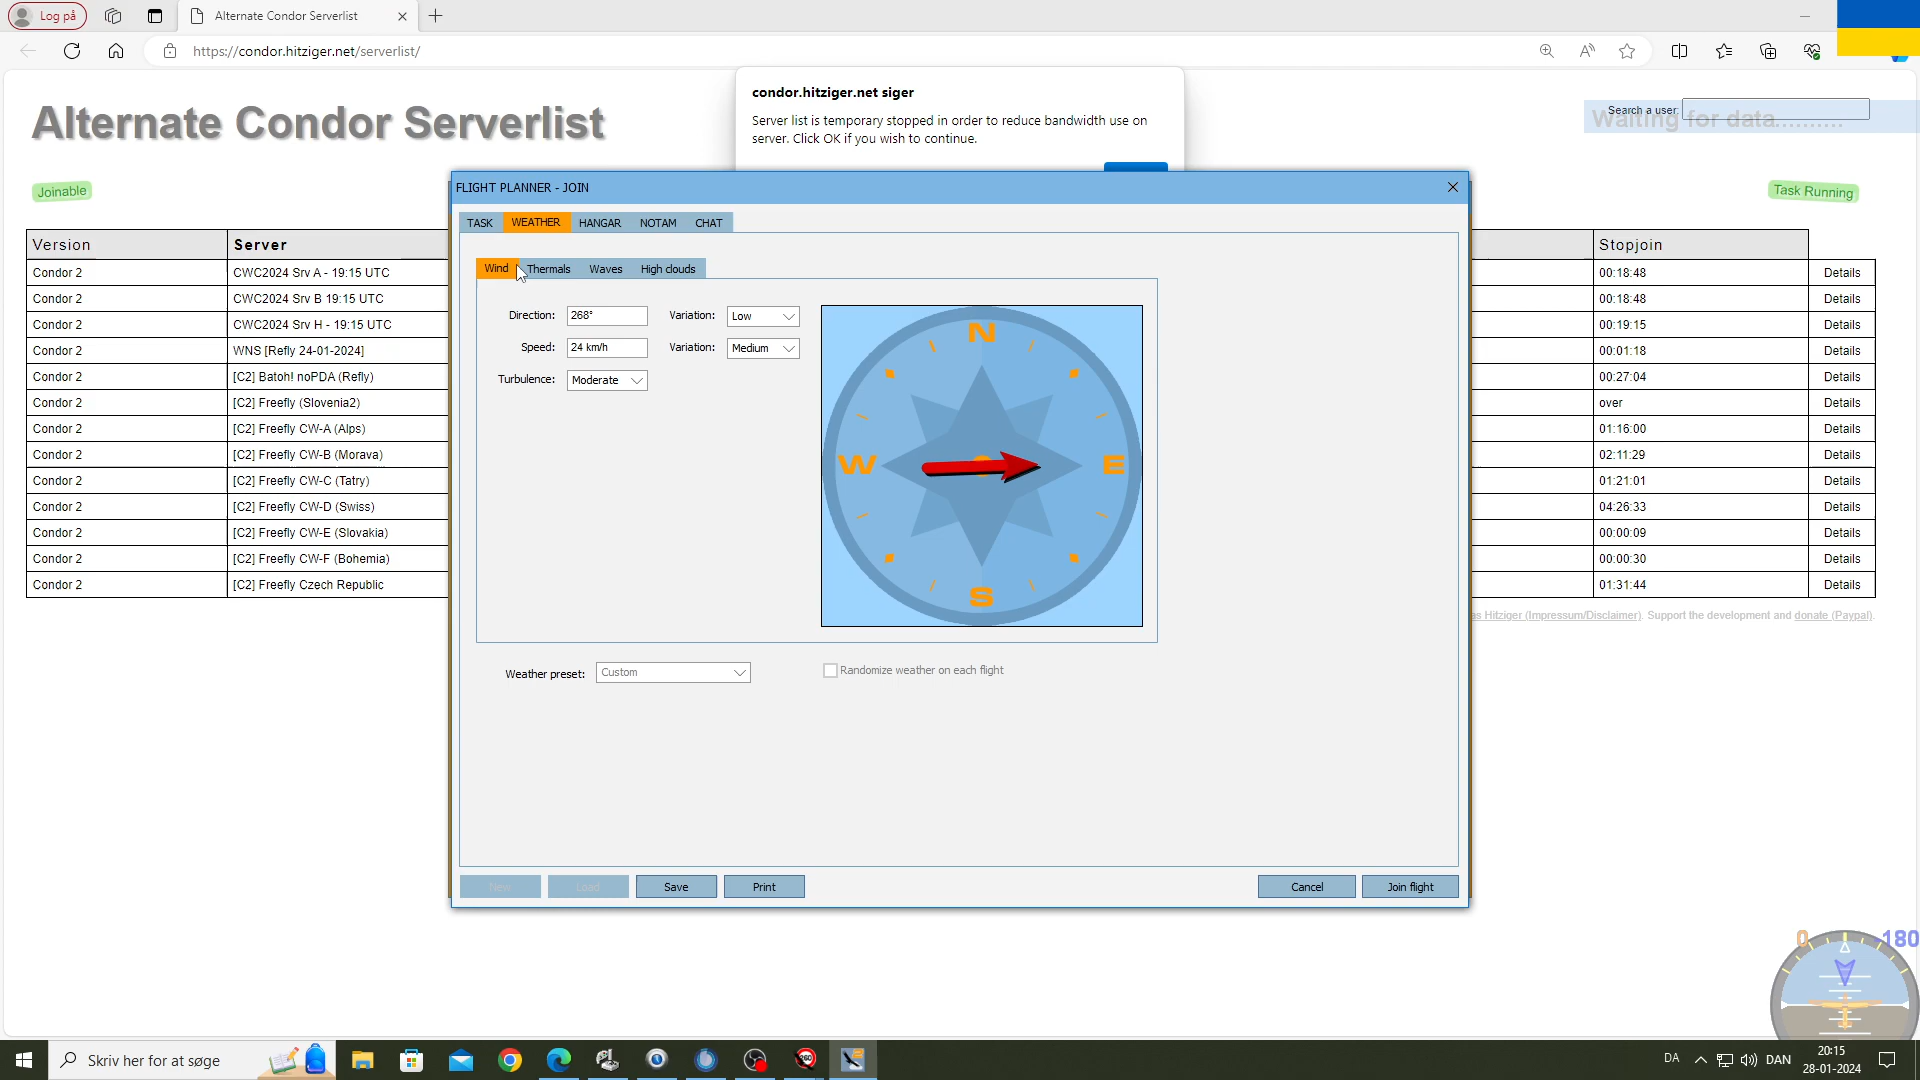 Log på
Alternate Condor Serverlist
https://condor.hitziger.net/serverlist/
Alternate Condor Serverlist
condor.hitziger.net siger
Server list is temporary stopped in order to reduce bandwidth use on
server. Click OK if you wish to continue.
Search a user:
Waiting for data..........
Joinable
Task Running
FLIGHT PLANNER - JOIN
TASK WEATHER HANGAR NOTAM CHAT
Wind Thermals Waves High clouds
Direction: 268° Variation: Low
Speed: 24 km/h Variation: Medium
Turbulence: Moderate
N
W E
S
Weather preset: Custom
Randomize weather on each flight
New Load Save Print Cancel Join flight
Version Server Stopjoin
Condor 2 CWC2024 Srv A - 19:15 UTC 00:18:48 Details
Condor 2 CWC2024 Srv B 19:15 UTC 00:18:48 Details
Condor 2 CWC2024 Srv H - 19:15 UTC 00:19:15 Details
Condor 2 WNS [Refly 24-01-2024] 00:01:18 Details
Condor 2 [C2] Batoh! noPDA (Refly) 00:27:04 Details
Condor 2 [C2] Freefly (Slovenia2) over Details
Condor 2 [C2] Freefly CW-A (Alps) 01:16:00 Details
Condor 2 [C2] Freefly CW-B (Morava) 02:11:29 Details
Condor 2 [C2] Freefly CW-C (Tatry) 01:21:01 Details
Condor 2 [C2] Freefly CW-D (Swiss) 04:26:33 Details
Condor 2 [C2] Freefly CW-E (Slovakia) 00:00:09 Details
Condor 2 [C2] Freefly CW-F (Bohemia) 00:00:30 Details
Condor 2 [C2] Freefly Czech Republic 01:31:44 Details
as Hitziger (Impressum/Disclaimer). Support the development and donate (Paypal).
0 -180
Skriv her for at søge
DA
DAN
20:15
28-01-2024